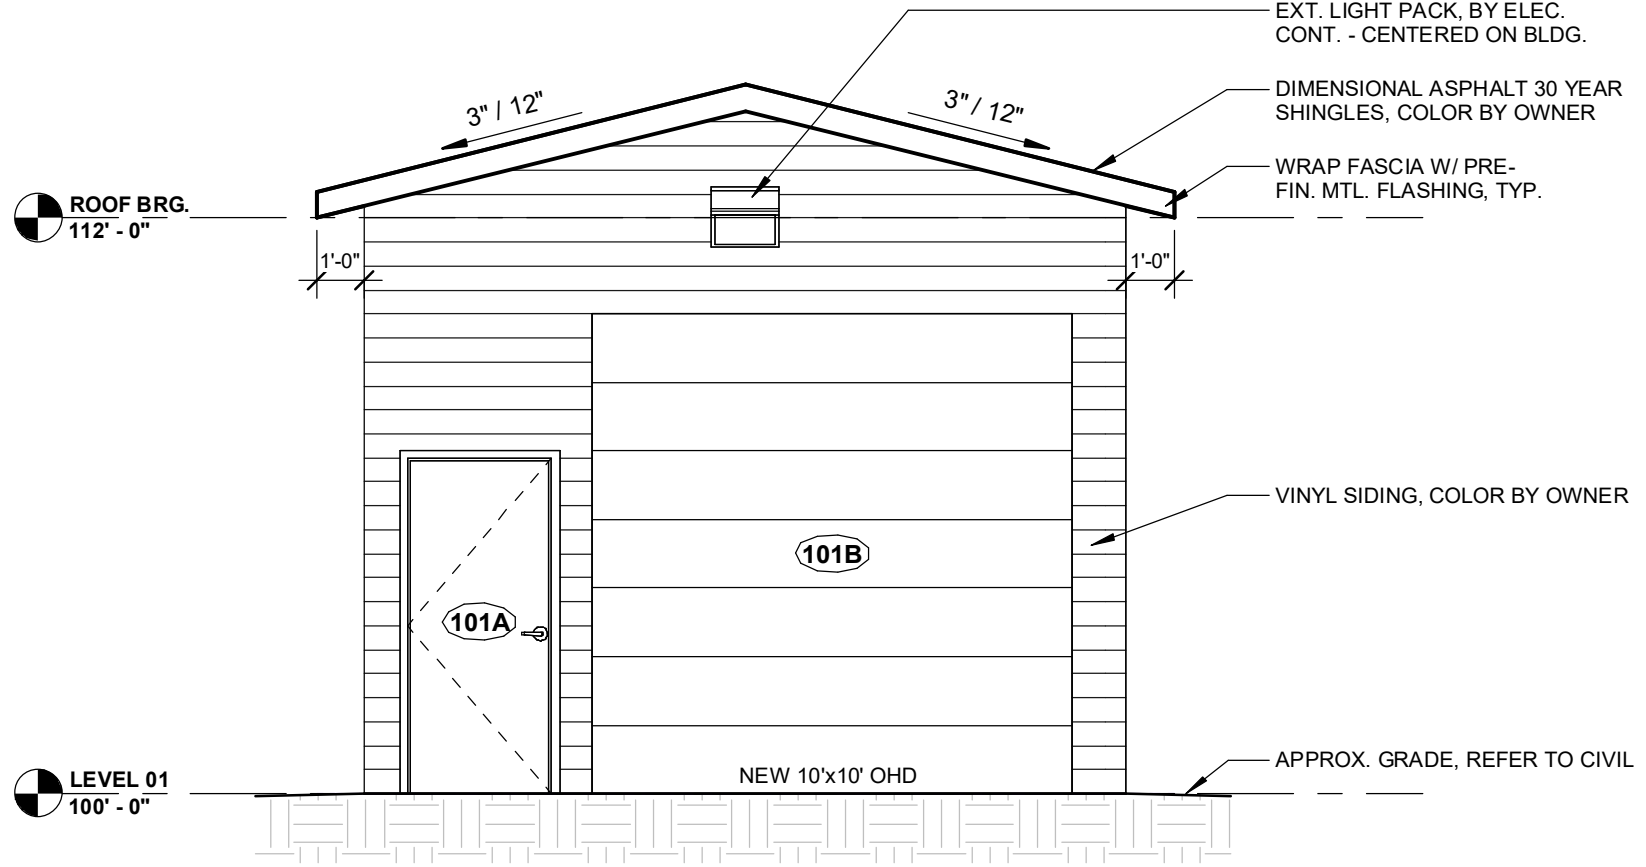 EXT. LIGHT PACK, BY ELEC.
CONT. - CENTERED ON BLDG.
3" / 12"
3" / 12"
DIMENSIONAL ASPHALT 30 YEAR
SHINGLES, COLOR BY OWNER
WRAP FASCIA W/ PRE-
FIN. MTL. FLASHING, TYP.
ROOF BRG.
112' - 0"
1'-0"
1'-0"
VINYL SIDING, COLOR BY OWNER
101B
101A
NEW 10'x10' OHD
APPROX. GRADE, REFER TO CIVIL
LEVEL 01
100' - 0"